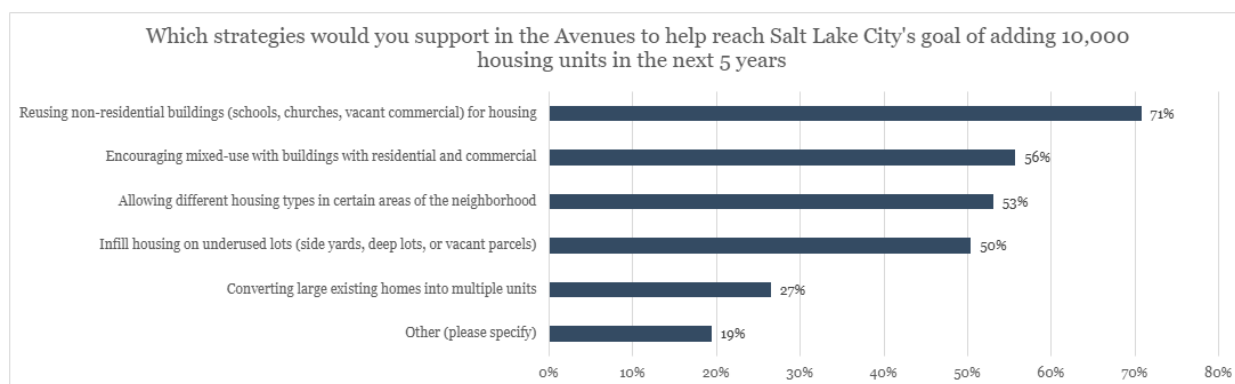 Which strategies would you support in the Avenues to help reach Salt Lake City's goal of adding 10,000
housing units in the next 5 years
Reusing non-residential buildings (schools, churches, vacant commercial) for housing
71%
Encouraging mixed-use with buildings with residential and commercial
56%
Allowing different housing types in certain areas of the neighborhood
53%
Infill housing on underused lots (side yards, deep lots, or vacant parcels)
50%
Converting large existing homes into multiple units
27%
Other (please specify)
19%
0% 10% 20% 30% 40% 50% 60% 70% 80%